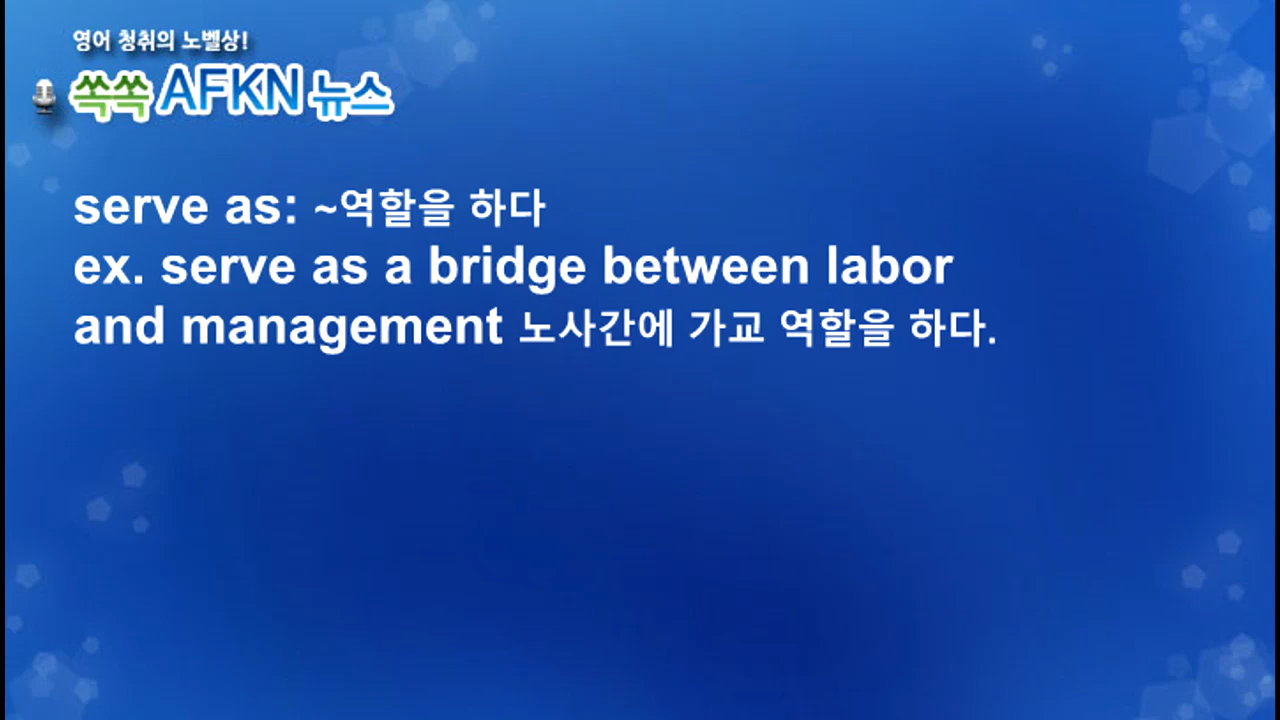 영어 청취의 노벨상!
쏙쏙 AFKN 뉴스
serve as: ~역할을 하다
ex. serve as a bridge between labor
and management 노사간에 가교 역할을 하다.